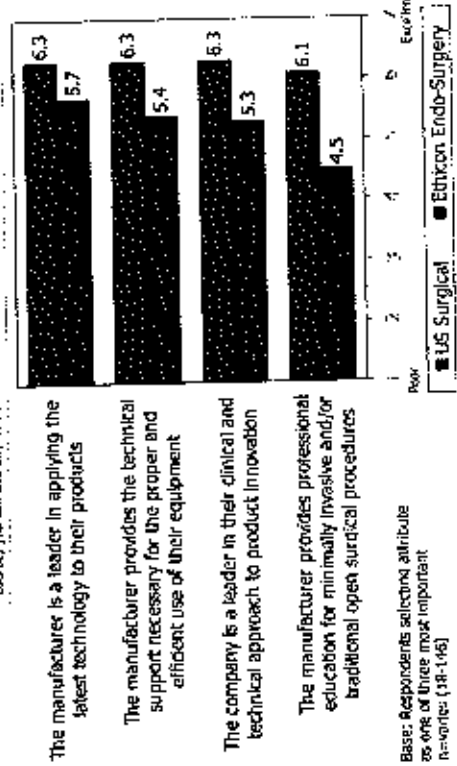 The manufacturer is a leader in applying the
latest technology to their products
6.3
5.7
The manufacturer provides the technical
support necessary for the proper and
efficient use of their equipment
6.3
5.4
The company is a leader in their clinical and
technical approach to product innovation
6.3
5.3
The manufacturer provides professional
education for minimally invasive and/or
traditional open surgical procedures
6.1
4.5
1 2 3 4 5 6 7
Poor
US Surgical Ethicon Endo-Surgery
Base: Respondents selecting attribute
as one of three most important